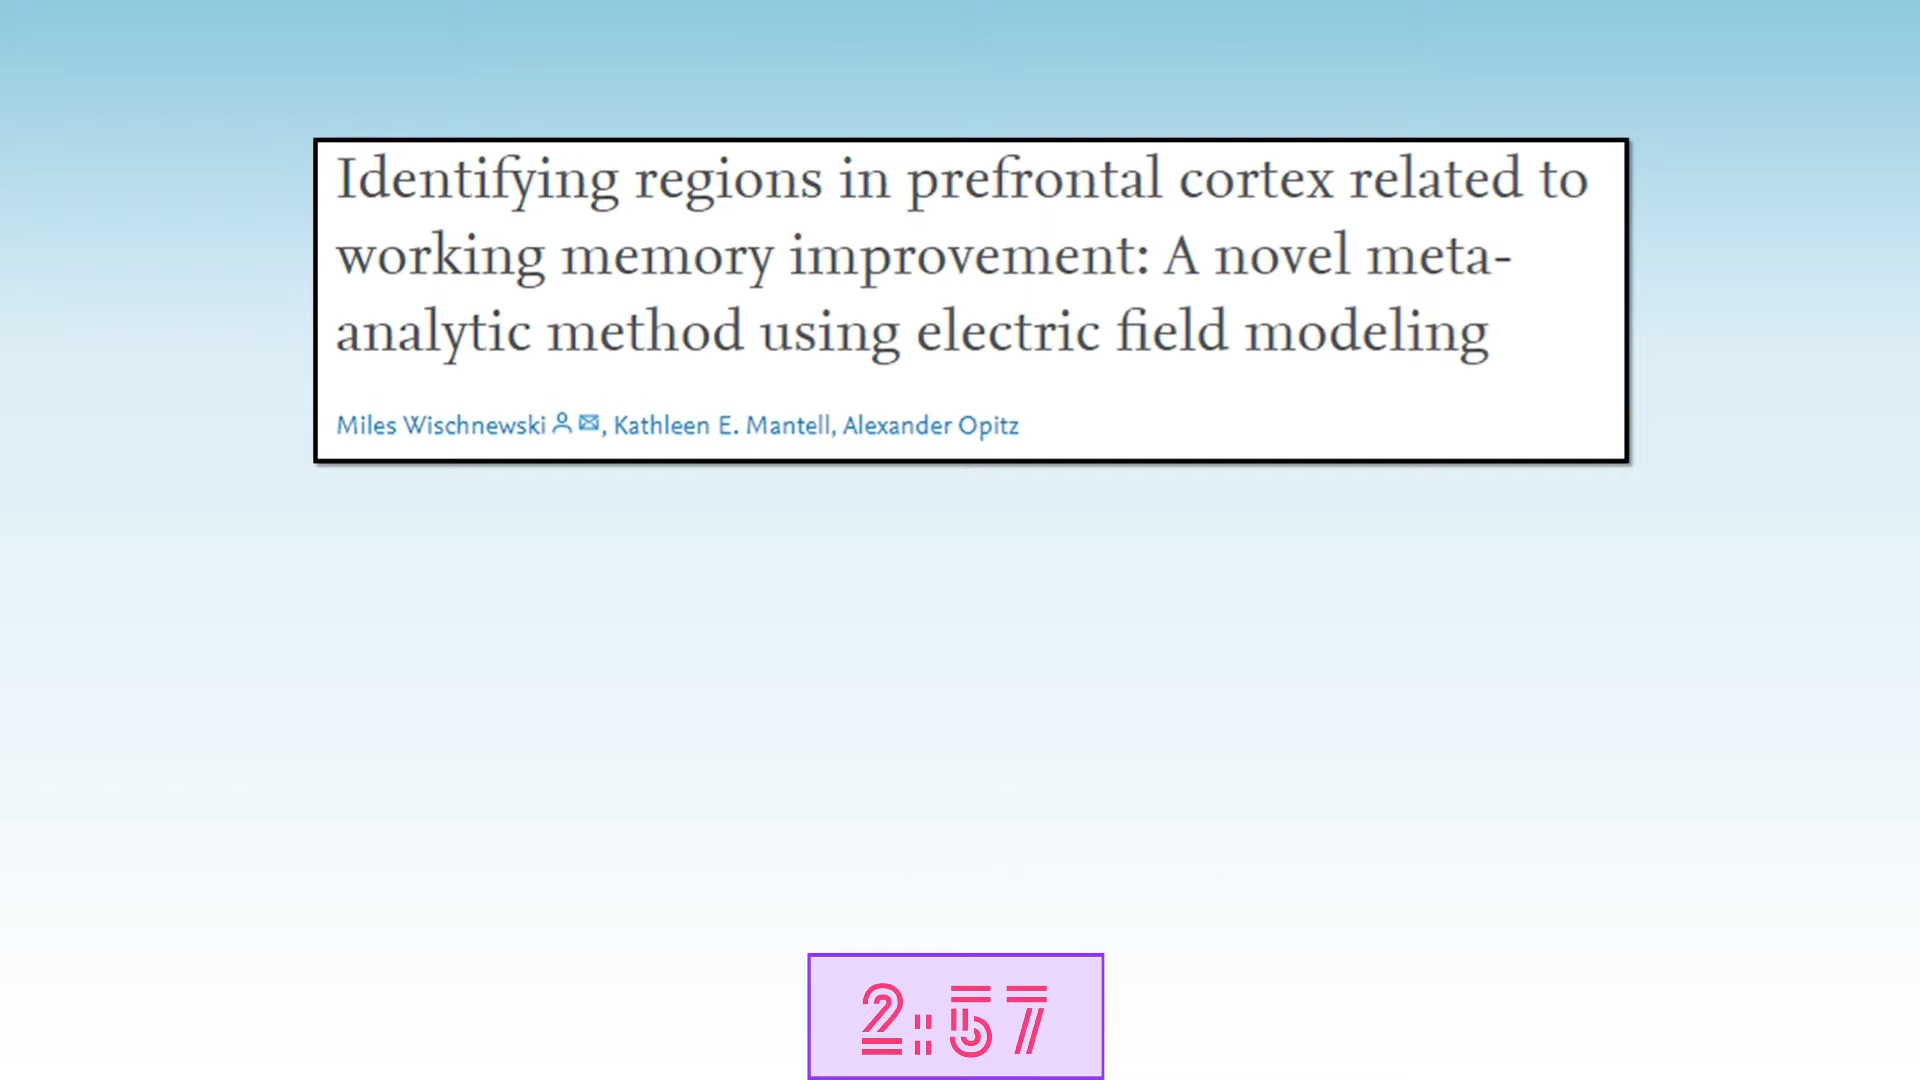 Identifying regions in prefrontal cortex related to
working memory improvement: A novel meta-
analytic method using electric field modeling
Miles Wischnewski, Kathleen E. Mantell, Alexander Opitz
2:57